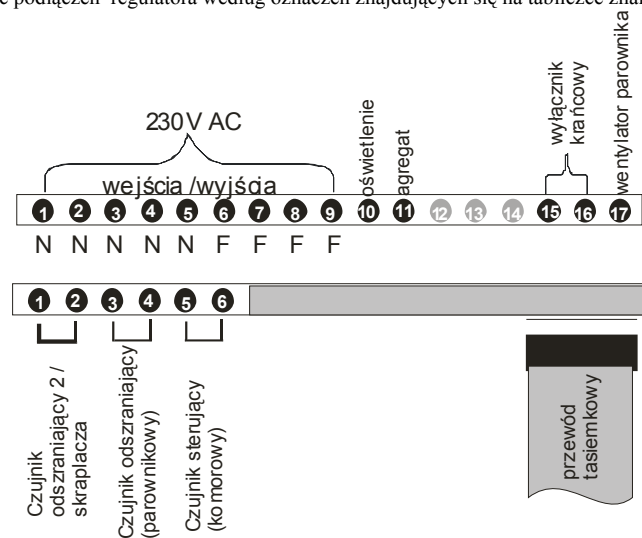 podłączeń regulatora według oznaczeń znajdujących się na tabliczce
230V AC
wejścia /wyjścia
oświetlenie
agregat
wyłącznik
krańcowy
wentylator parownika
1 2 3 4 5 6 7 8 9 10 11 12 13 14 15 16 17
N N N N N F F F F
1 2 3 4 5 6
Czujnik
odszraniający 2 /
skraplacza
Czujnik odszraniający
(parownikowy)
Czujnik sterujący
(komorowy)
przewód
tasiemkowy